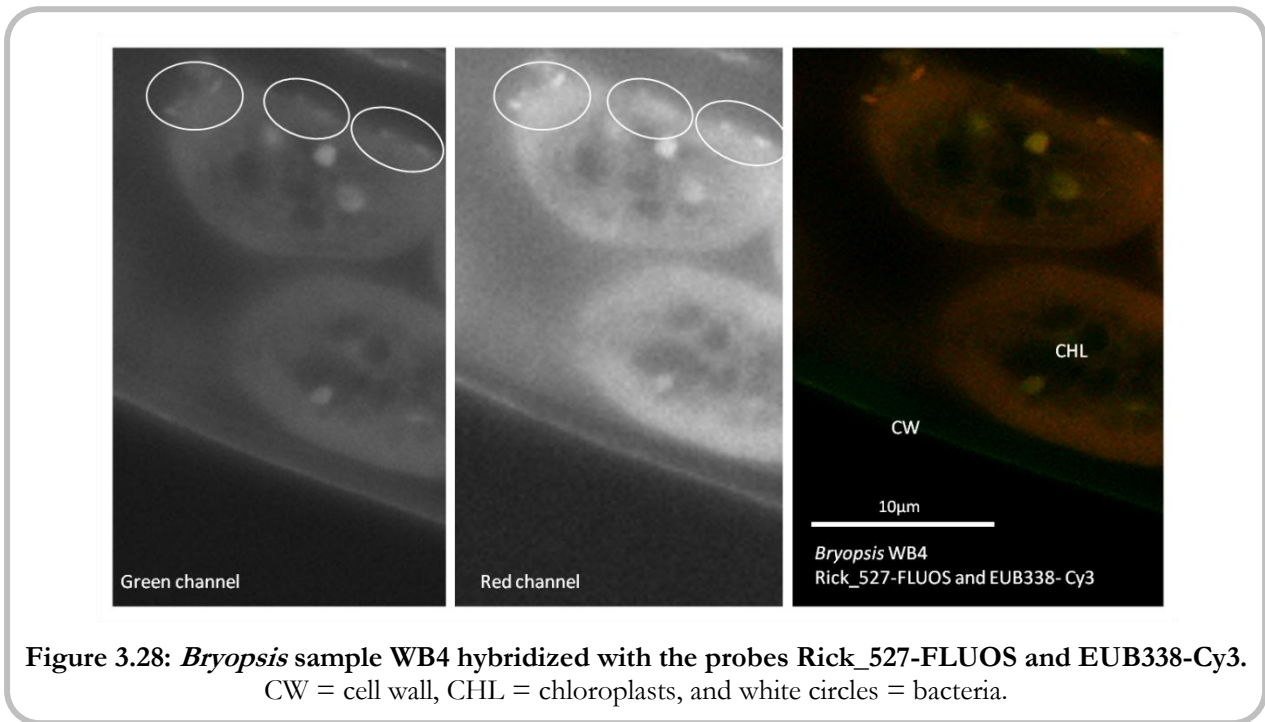 Green channel
Red channel
CHL
CW
10µm
Bryopsis WB4
Rick_527-FLUOS and EUB338- Cy3
Figure 3.28: Bryopsis sample WB4 hybridized with the probes Rick_527-FLUOS and EUB338-Cy3.
CW = cell wall, CHL = chloroplasts, and white circles = bacteria.